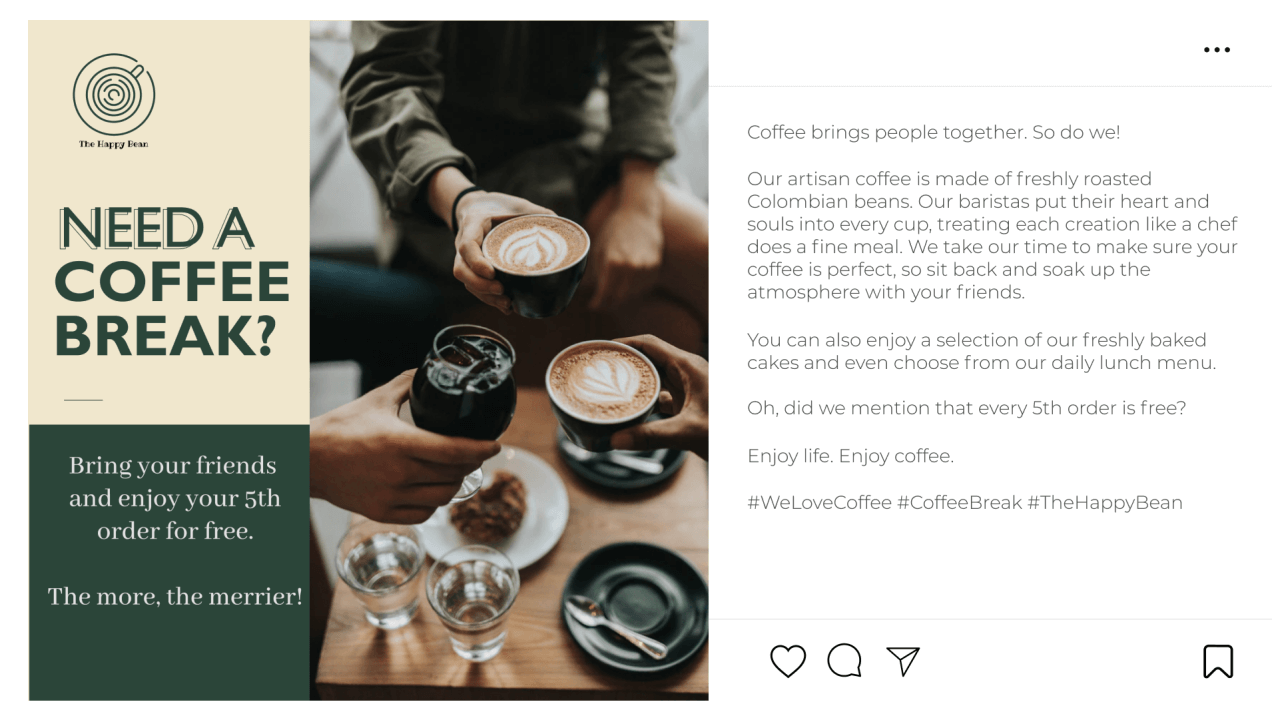 The Happy Bean
NEED A
COFFEE
BREAK?
Bring your friends
and enjoy your 5th
order for free.
The more, the merrier!
Coffee brings people together. So do we!
Our artisan coffee is made of freshly roasted
Colombian beans. Our baristas put their heart and
souls into every cup, treating each creation like a chef
does a fine meal. We take our time to make sure your
coffee is perfect, so sit back and soak up the
atmosphere with your friends.
You can also enjoy a selection of our freshly baked
cakes and even choose from our daily lunch menu.
Oh, did we mention that every 5th order is free?
Enjoy life. Enjoy coffee.
#WeLoveCoffee #CoffeeBreak #TheHappyBean